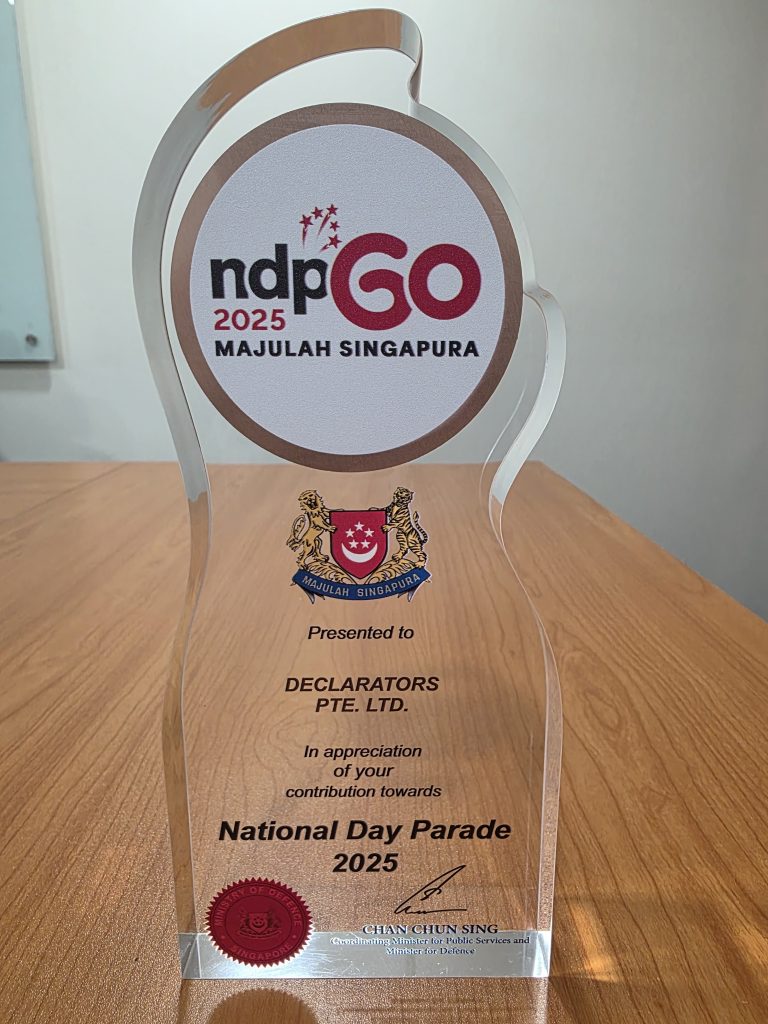 ndpGO
2025
MAJULAH SINGAPURA
MAJULAH SINGAPURA
Presented to
DECLARATORS
PTE. LTD.
In appreciation
of your
contribution towards
National Day Parade
2025
MINISTRY OF DEFENCE
SINGAPORE
CHAN CHUN SING
Coordinating Minister for Public Services and
Minister for Defence